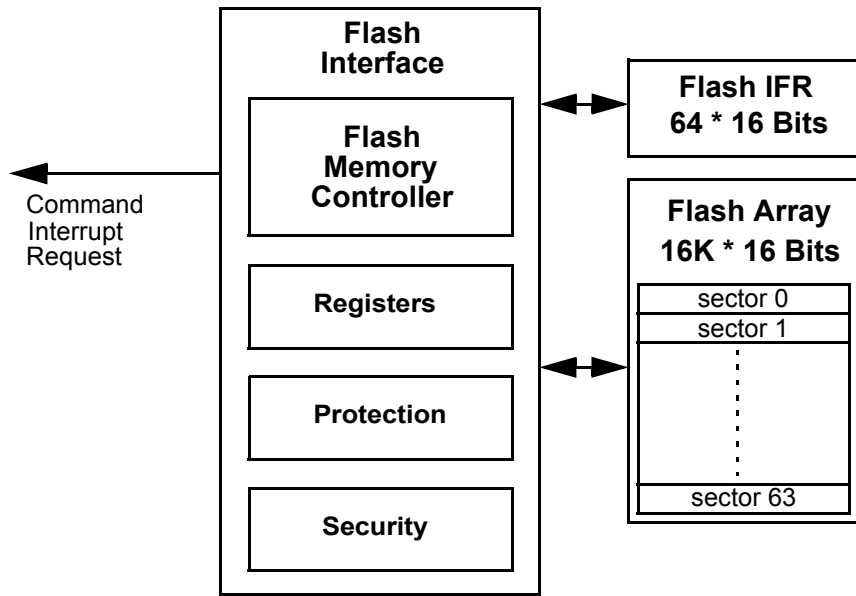 Flash
Interface
Flash
Memory
Controller
Registers
Protection
Security
Command
Interrupt
Request
Flash IFR
64 * 16 Bits
Flash Array
16K * 16 Bits
sector 0
sector 1
sector 63